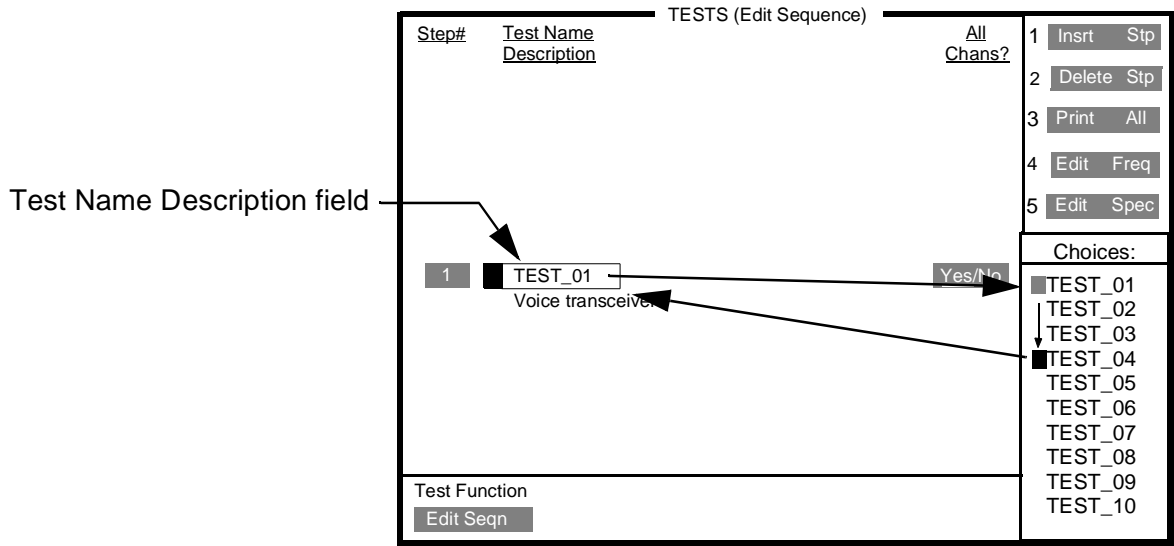 TESTS (Edit Sequence)
Step#
Test Name
Description
All
Chans?
1 Insrt Stp
2 Delete Stp
3 Print All
4 Edit Freq
5 Edit Spec
Test Name Description field
1
TEST_01
Voice transceiver
Yes/No
Choices:
TEST_01
TEST_02
TEST_03
TEST_04
TEST_05
TEST_06
TEST_07
TEST_08
TEST_09
TEST_10
Test Function
Edit Seqn